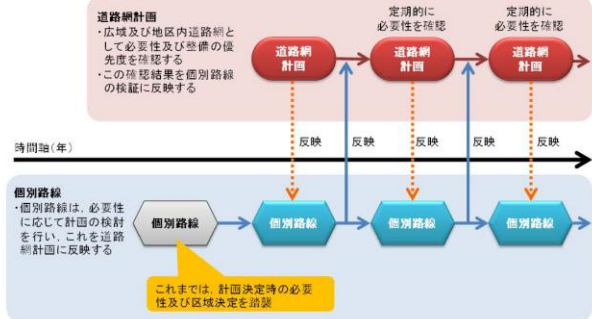 道路網計画
・広域及び地区内道路網と
して必要性及び整備の優
先度を確認する
・この確認結果を個別路線
の検証に反映する
定期的に
必要性を確認
定期的に
必要性を確認
道路網
計画
道路網
計画
道路網
計画
反映
反映
反映
反映
反映
時間軸(年)
個別路線
・個別路線は、必要性
に応じて計画の検討
を行い、これを道路
網計画に反映する
個別路線
個別路線
個別路線
個別路線
これまでは、計画決定時の必要
性及び区域決定を踏襲